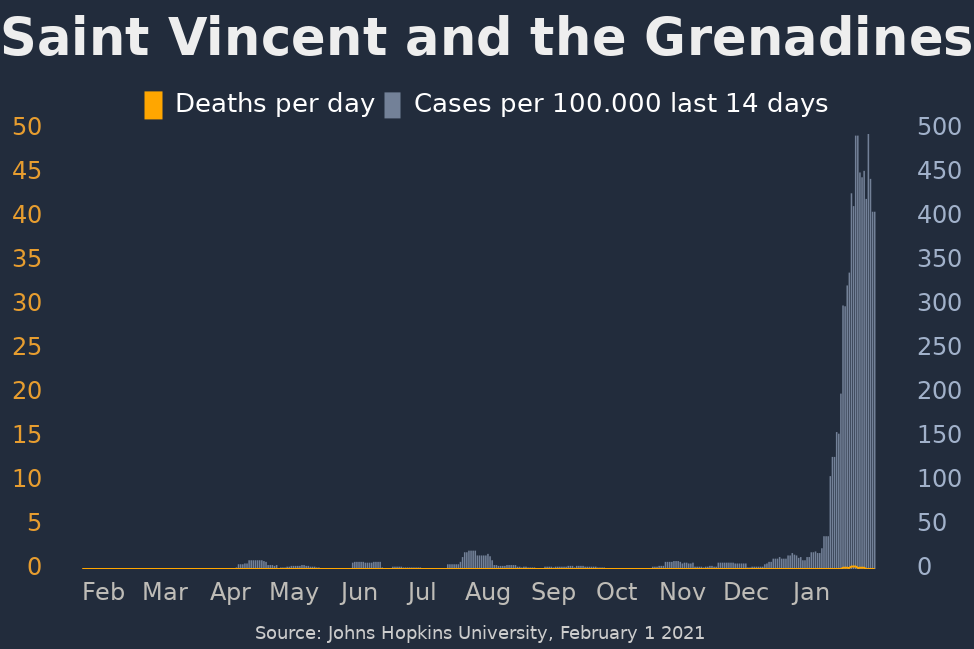 Saint Vincent and the Grenadines
Deaths per day Cases per 100.000 last 14 days
50 500
45 450
40 400
35 350
30 300
25 250
20 200
15 150
10 100
5 50
0 0
Feb Mar Apr May Jun Jul Aug Sep Oct Nov Dec Jan
Source: Johns Hopkins University, February 1 2021